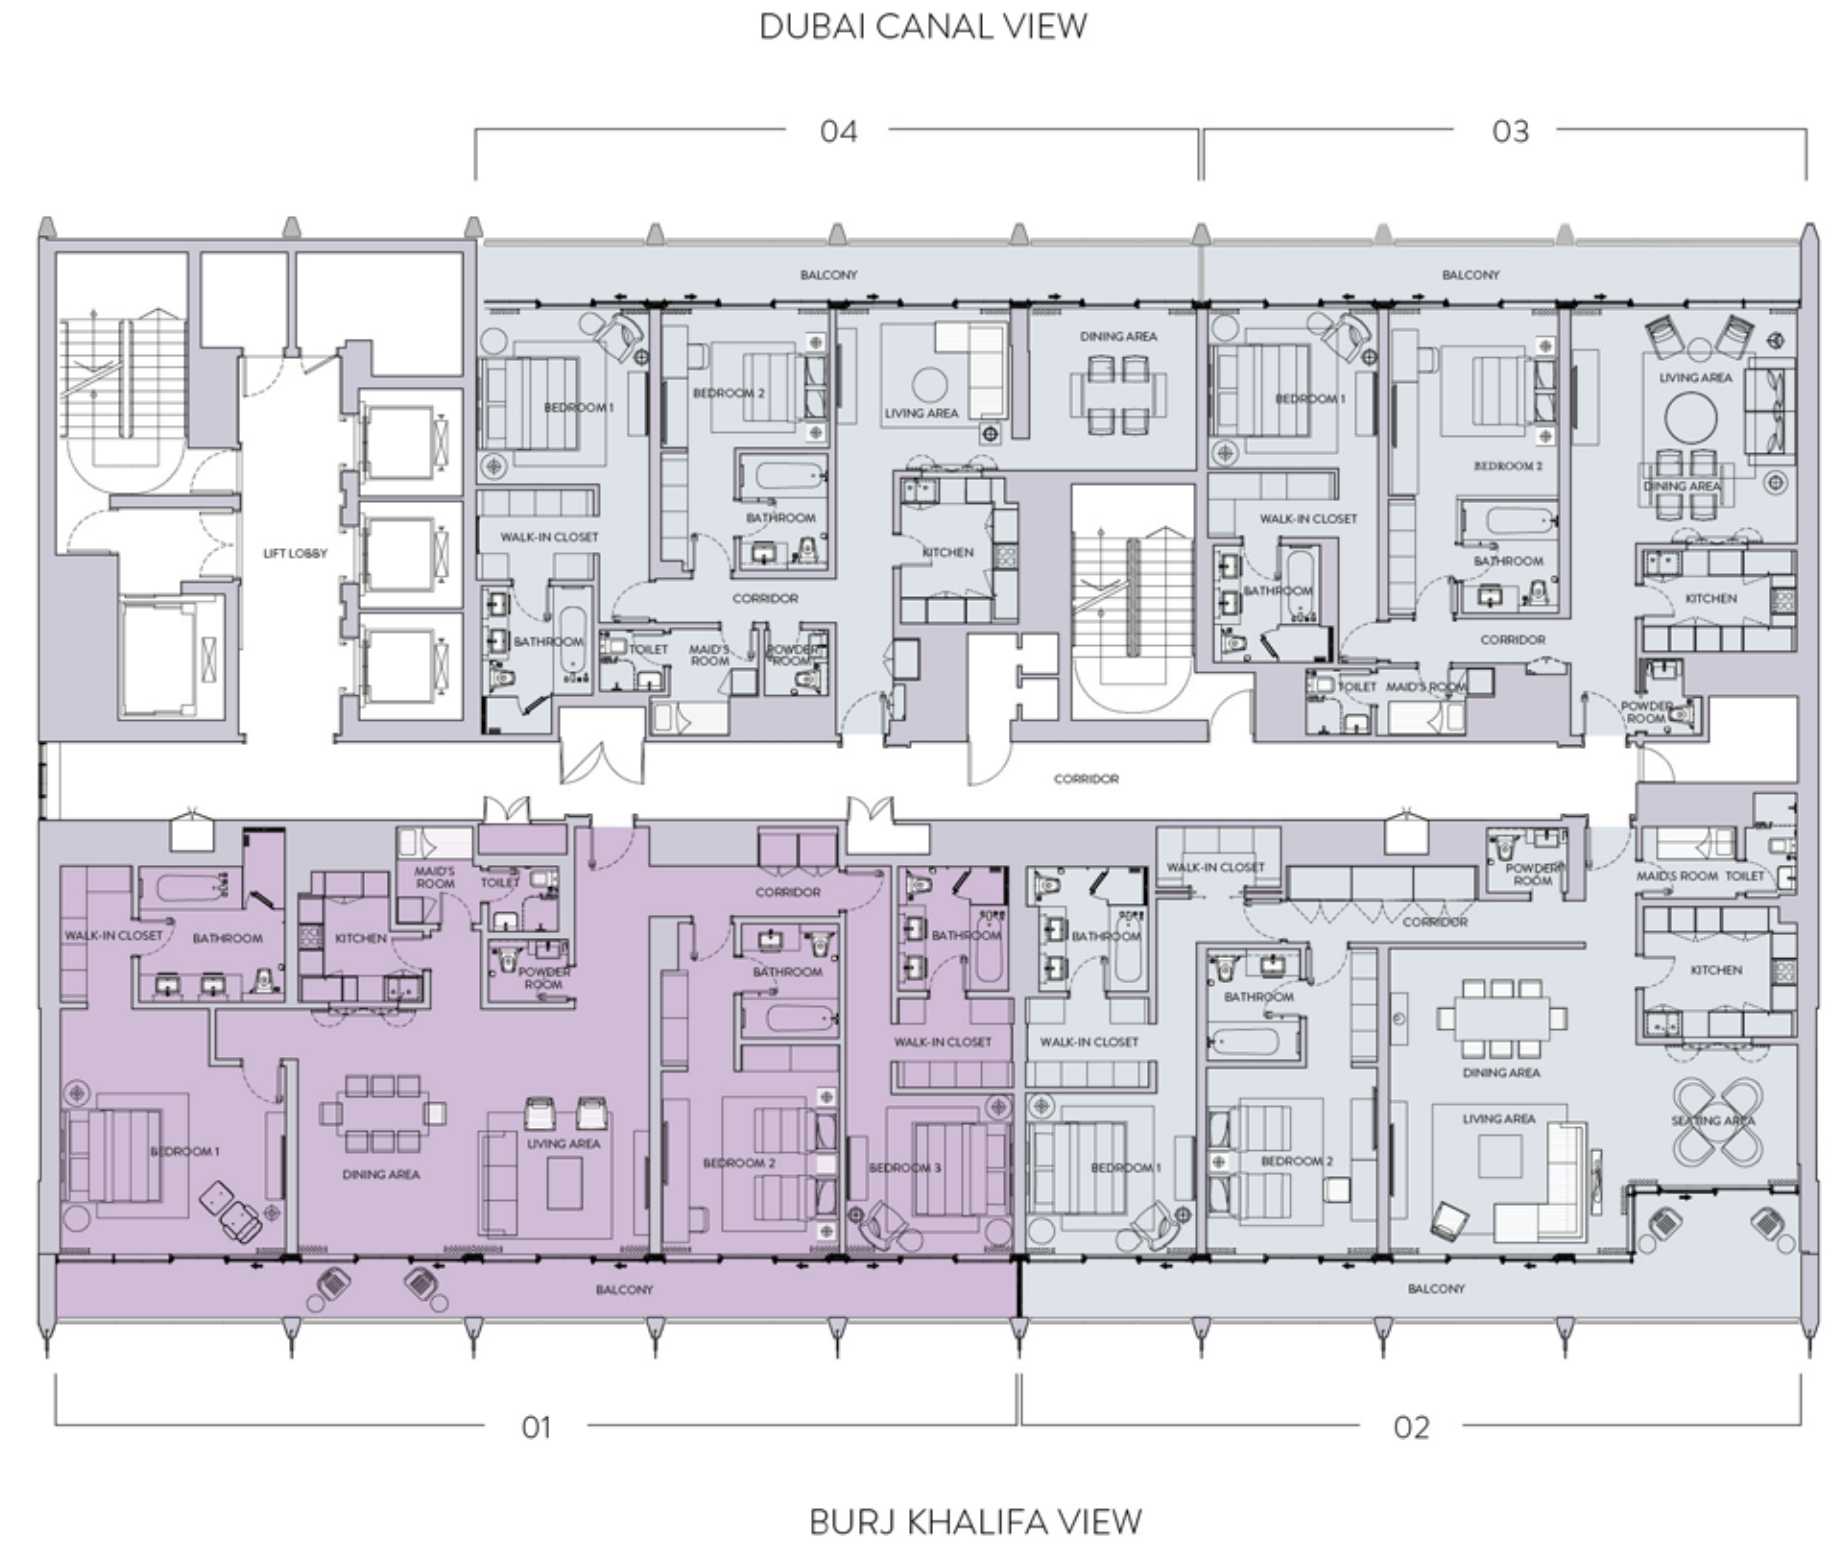 DUBAI CANAL VIEW
04
03
BALCONY
BALCONY
BEDROOM 1
BEDROOM 2
LIVING AREA
DINING AREA
BEDROOM 1
BEDROOM 2
LIVING AREA
DINING AREA
WALK-IN CLOSET
BATHROOM
KITCHEN
WALK-IN CLOSET
BATHROOM
BATHROOM
KITCHEN
LIFT LOBBY
CORRIDOR
BATHROOM
TOILET
MAID'S
ROOM
POWDER
ROOM
CORRIDOR
TOILET
MAID'S ROOM
POWDER
ROOM
CORRIDOR
WALK-IN CLOSET
BATHROOM
KITCHEN
MAID'S
ROOM
TOILET
POWDER
ROOM
CORRIDOR
BATHROOM
BATHROOM
WALK-IN CLOSET
BEDROOM 1
DINING AREA
LIVING AREA
BEDROOM 2
BEDROOM 3
BALCONY
WALK-IN CLOSET
POWDER
ROOM
MAID'S ROOM
TOILET
CORRIDOR
BATHROOM
BATHROOM
KITCHEN
WALK-IN CLOSET
DINING AREA
LIVING AREA
SEATING AREA
BEDROOM 1
BEDROOM 2
BALCONY
01
02
BURJ KHALIFA VIEW